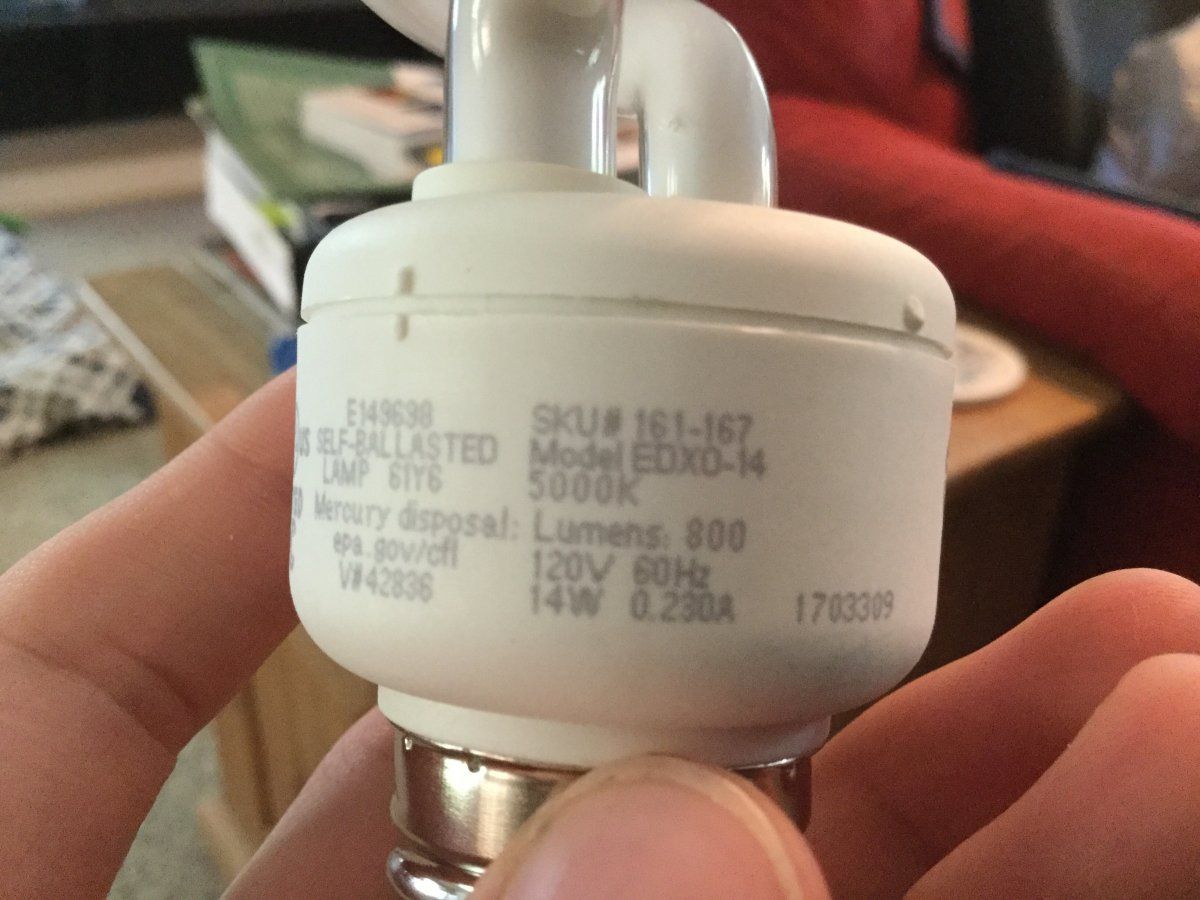 E149698
US SELF-BALLASTED
LAMP 61Y6
Mercury disposal:
epa.gov/cfl
V#42836
SKU# 161-167
Model EDXO-14
5000K
Lumens: 800
120V 60Hz
14W 0.230A
1703309